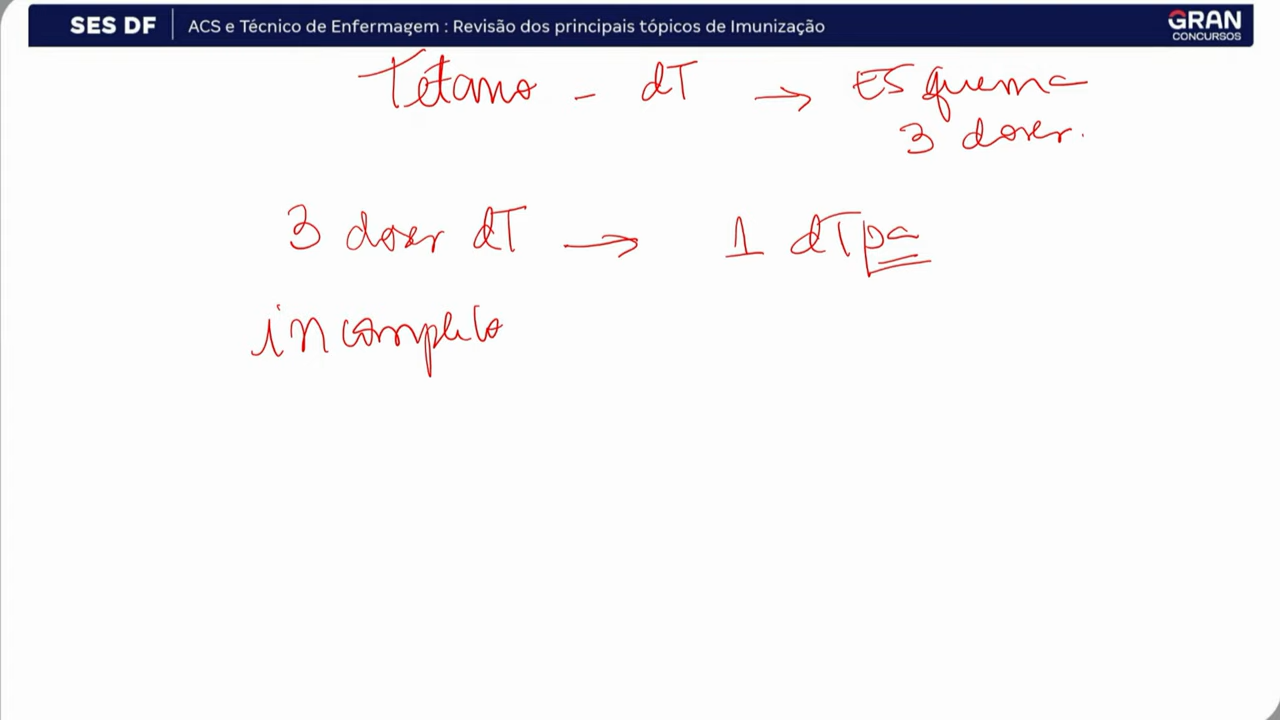 SES DF | ACS e Técnico de Enfermagem : Revisão dos principais tópicos de Imunização
GRAN
CONCURSOS
Tétano - dT → Esquema
3 doses.
3 doses dT → 1 dTpa
incompleto